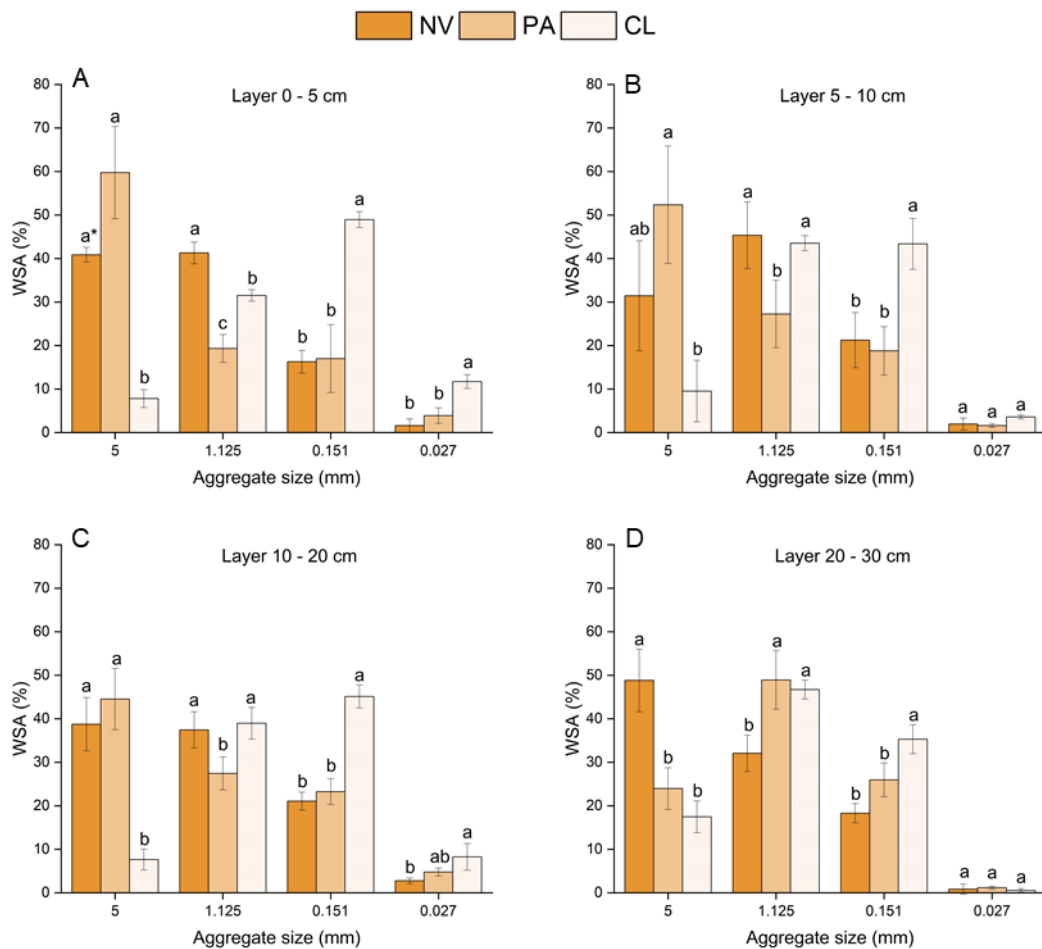 NV PA CL
A
Layer 0 - 5 cm
WSA (%)
80
70
60
50
40
30
20
10
0
a* a b
a c b
b b a
b b a
5 1.125 0.151 0.027
Aggregate size (mm)
B
Layer 5 - 10 cm
WSA (%)
80
70
60
50
40
30
20
10
0
ab a b
a b a
b b a
a a a
5 1.125 0.151 0.027
Aggregate size (mm)
C
Layer 10 - 20 cm
WSA (%)
80
70
60
50
40
30
20
10
0
a a b
a b a
b b a
b ab a
5 1.125 0.151 0.027
Aggregate size (mm)
D
Layer 20 - 30 cm
WSA (%)
80
70
60
50
40
30
20
10
0
a b b
b a a
b b a
a a a
5 1.125 0.151 0.027
Aggregate size (mm)